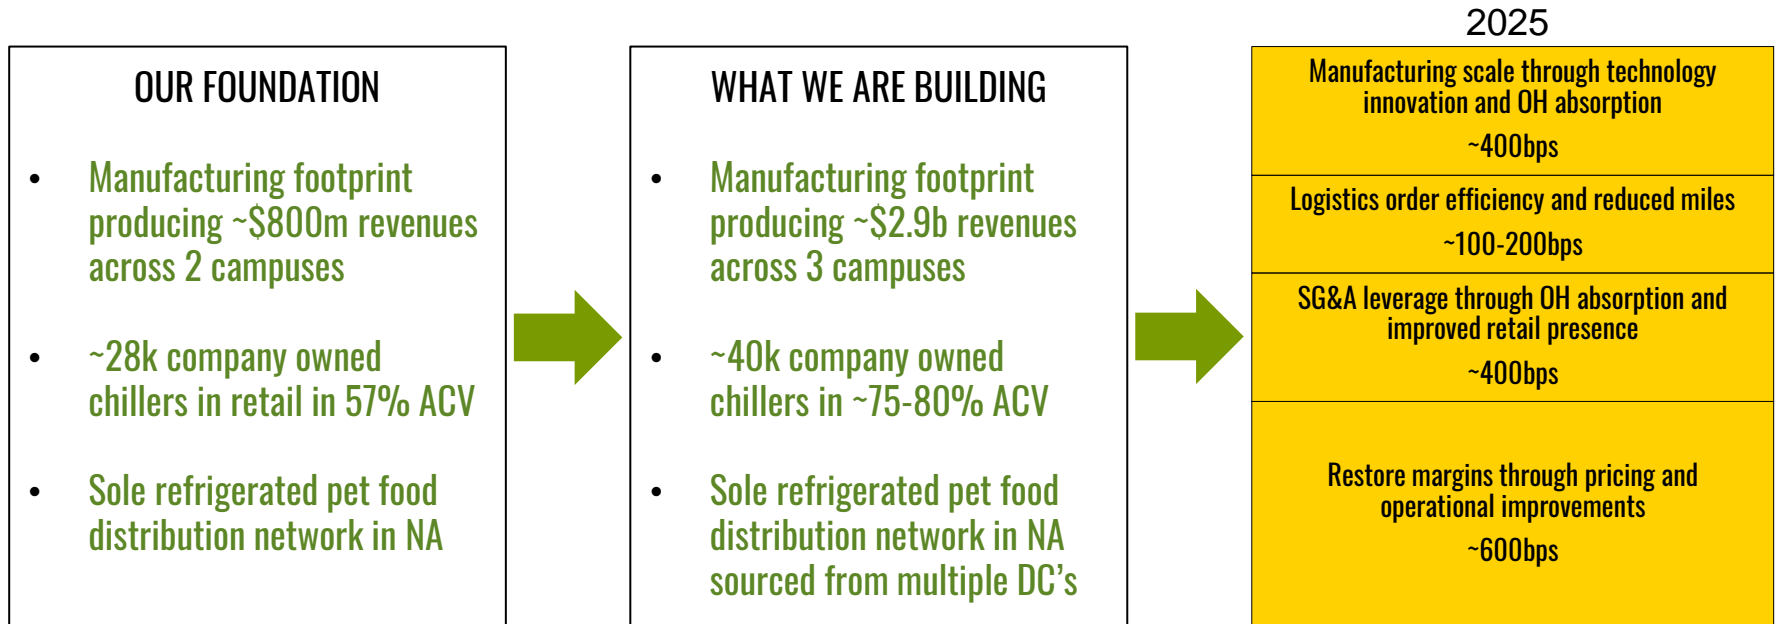 OUR FOUNDATION
• Manufacturing footprint
producing ~$800m revenues
across 2 campuses
• ~28k company owned
chillers in retail in 57% ACV
• Sole refrigerated pet food
distribution network in NA
WHAT WE ARE BUILDING
• Manufacturing footprint
producing ~$2.9b revenues
across 3 campuses
• ~40k company owned
chillers in ~75-80% ACV
• Sole refrigerated pet food
distribution network in NA
sourced from multiple DC’s
2025
Manufacturing scale through technology
innovation and OH absorption
~400bps
Logistics order efficiency and reduced miles
~100-200bps
SG&A leverage through OH absorption and
improved retail presence
~400bps
Restore margins through pricing and
operational improvements
~600bps